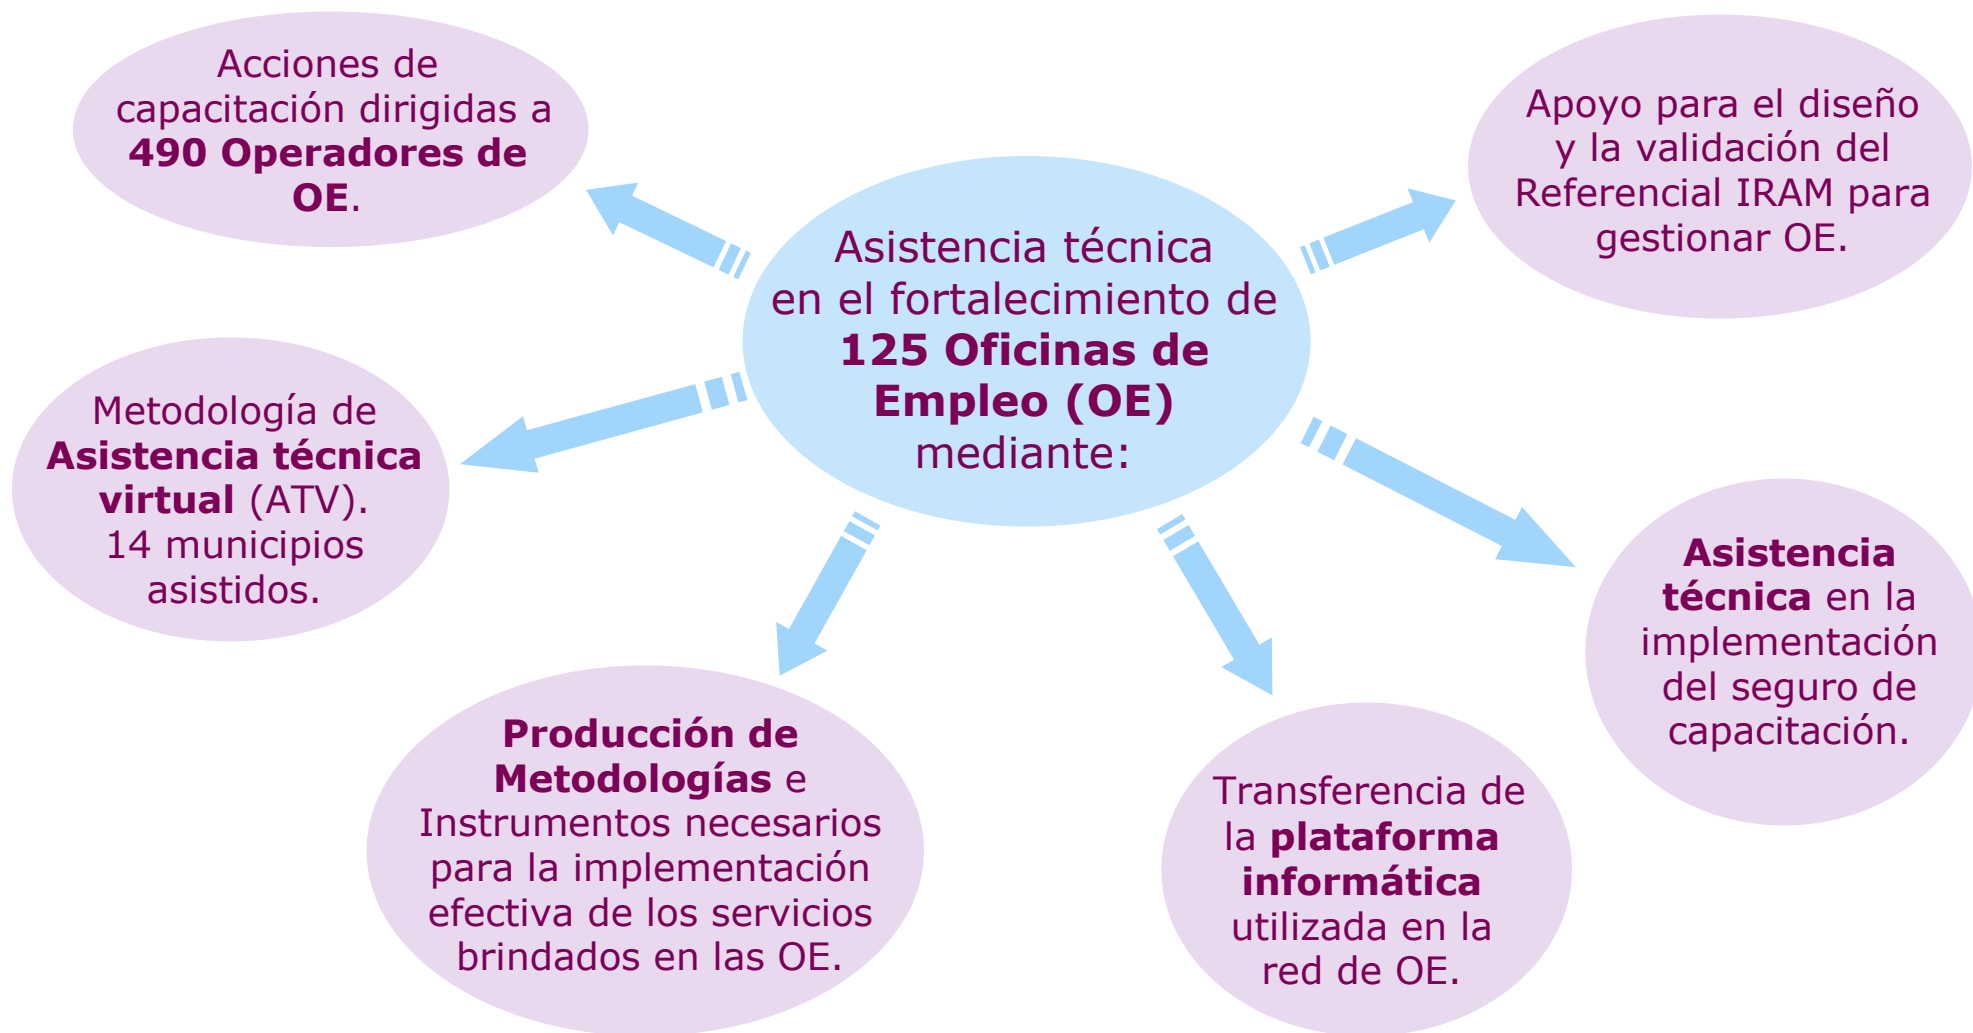 Acciones de
capacitación dirigidas a
490 Operadores de
OE.
Apoyo para el diseño
y la validación del
Referencial IRAM para
gestionar OE.
Asistencia técnica
en el fortalecimiento de
125 Oficinas de
Empleo (OE)
mediante:
Metodología de
Asistencia técnica
virtual (ATV).
14 municipios
asistidos.
Asistencia
técnica en la
implementación
del seguro de
capacitación.
Producción de
Metodologías e
Instrumentos necesarios
para la implementación
efectiva de los servicios
brindados en las OE.
Transferencia de
la plataforma
informática
utilizada en la
red de OE.